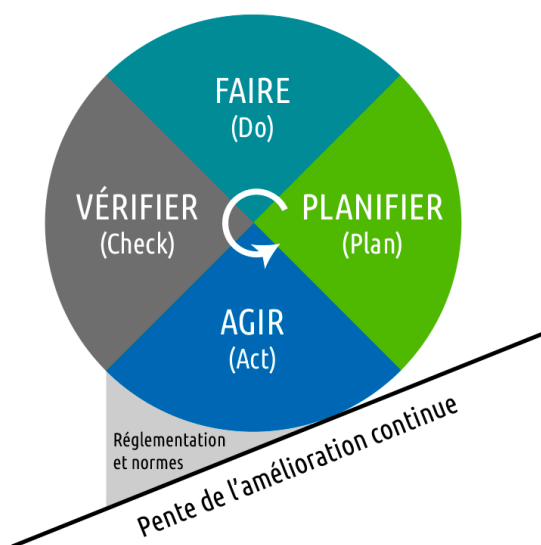 FAIRE
(Do)
VÉRIFIER
(Check)
PLANIFIER
(Plan)
AGIR
(Act)
Réglementation
et normes
Pente de l'amélioration continue